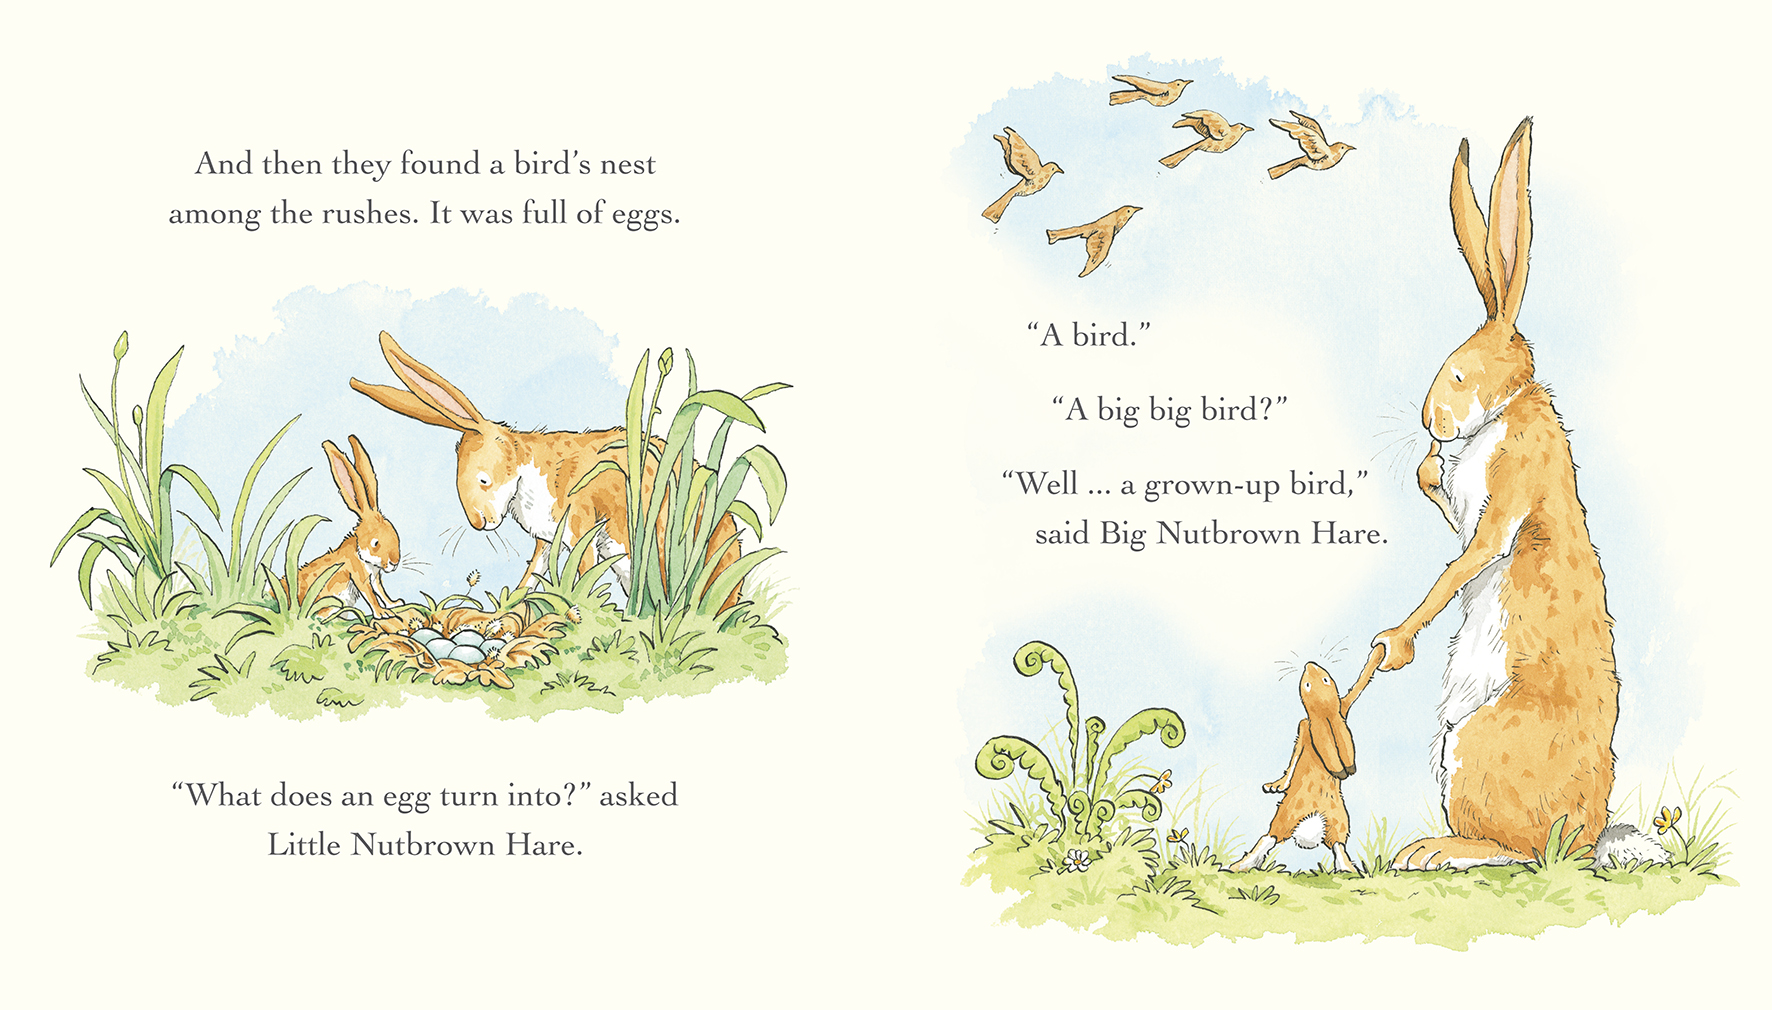 And then they found a bird’s nest
among the rushes. It was full of eggs.
“What does an egg turn into?” asked
Little Nutbrown Hare.
“A bird.”
“A big big bird?”
“Well ... a grown-up bird,”
said Big Nutbrown Hare.